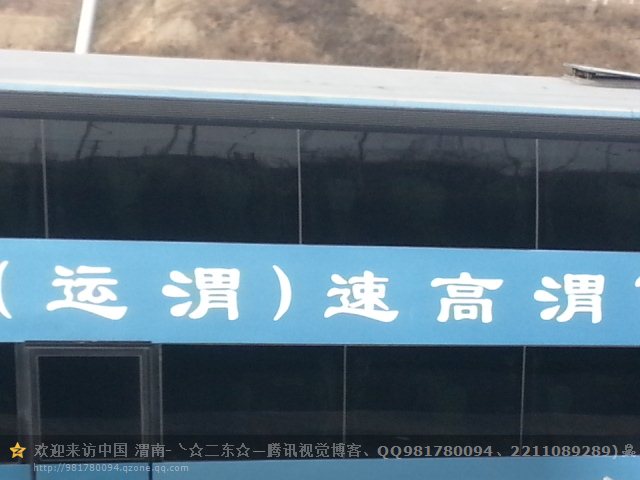 (运渭)速高渭
欢迎来访中国 渭南-乀☆二东☆—腾讯视觉博客、QQ981780094、2211089289)
http://981780094.qzone.qq.com